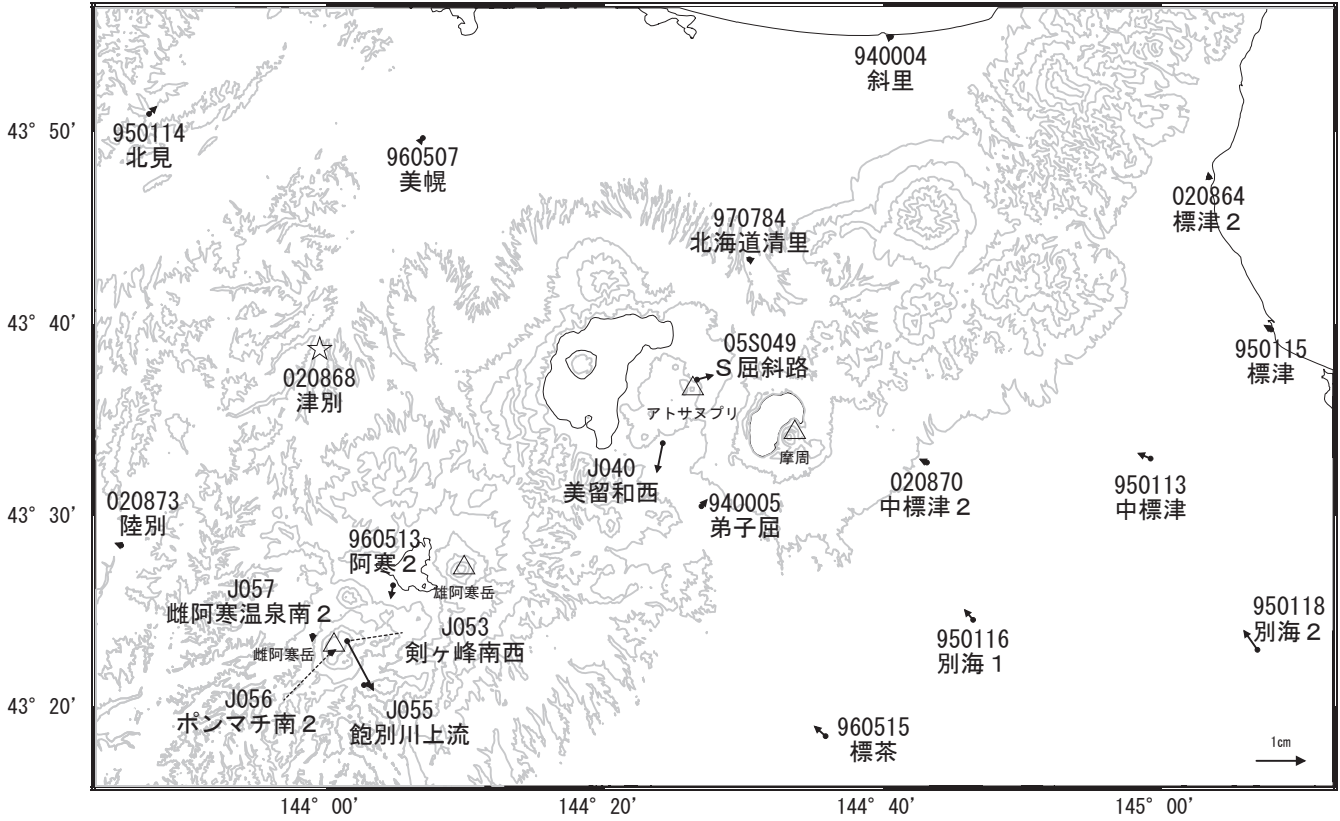 940004
斜里
43° 50'
950114
北見
960507
美幌
020864
標津２
970784
北海道清里
43° 40'
05S049
Ｓ屈斜路
950115
標津
020868
津別
アトサヌプリ
摩周
J040
美留和西
020870
中標津２
950113
中標津
020873
陸別
43° 30'
940005
弟子屈
960513
阿寒２
雄阿寒岳
J057
雌阿寒温泉南２
950118
別海２
J053
剣ヶ峰南西
950116
別海１
雌阿寒岳
J056
ポンマチ南２
43° 20'
J055
飽別川上流
960515
標茶
1cm
144° 00'
144° 20'
144° 40'
145° 00'